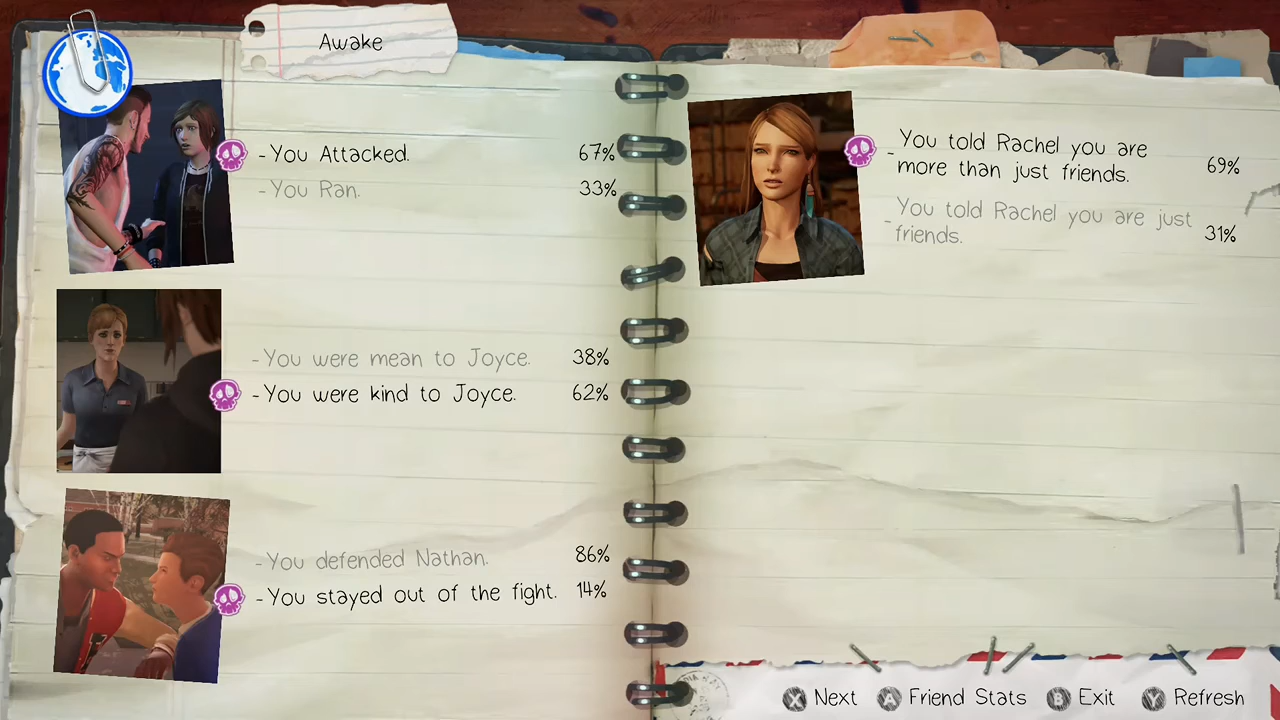 Awake
-You Attacked. 67%
-You Ran. 33%
-You were mean to Joyce. 38%
-You were kind to Joyce. 62%
-You defended Nathan. 86%
-You stayed out of the fight. 14%
-You told Rachel you are
more than just friends. 69%
-You told Rachel you are just
friends. 31%
X Next A Friend Stats B Exit Y Refresh